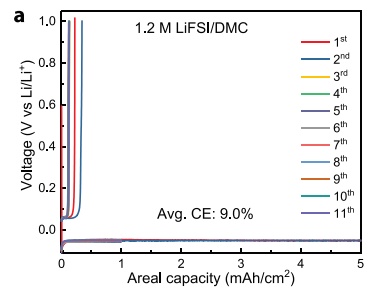 a
1.2 M LiFSI/DMC
1st
2nd
3rd
4th
5th
6th
7th
8th
9th
10th
11th
Avg. CE: 9.0%
Voltage (V vs Li/Li+)
1.0
0.8
0.6
0.4
0.2
0.0
0 1 2 3 4 5
Areal capacity (mAh/cm2)